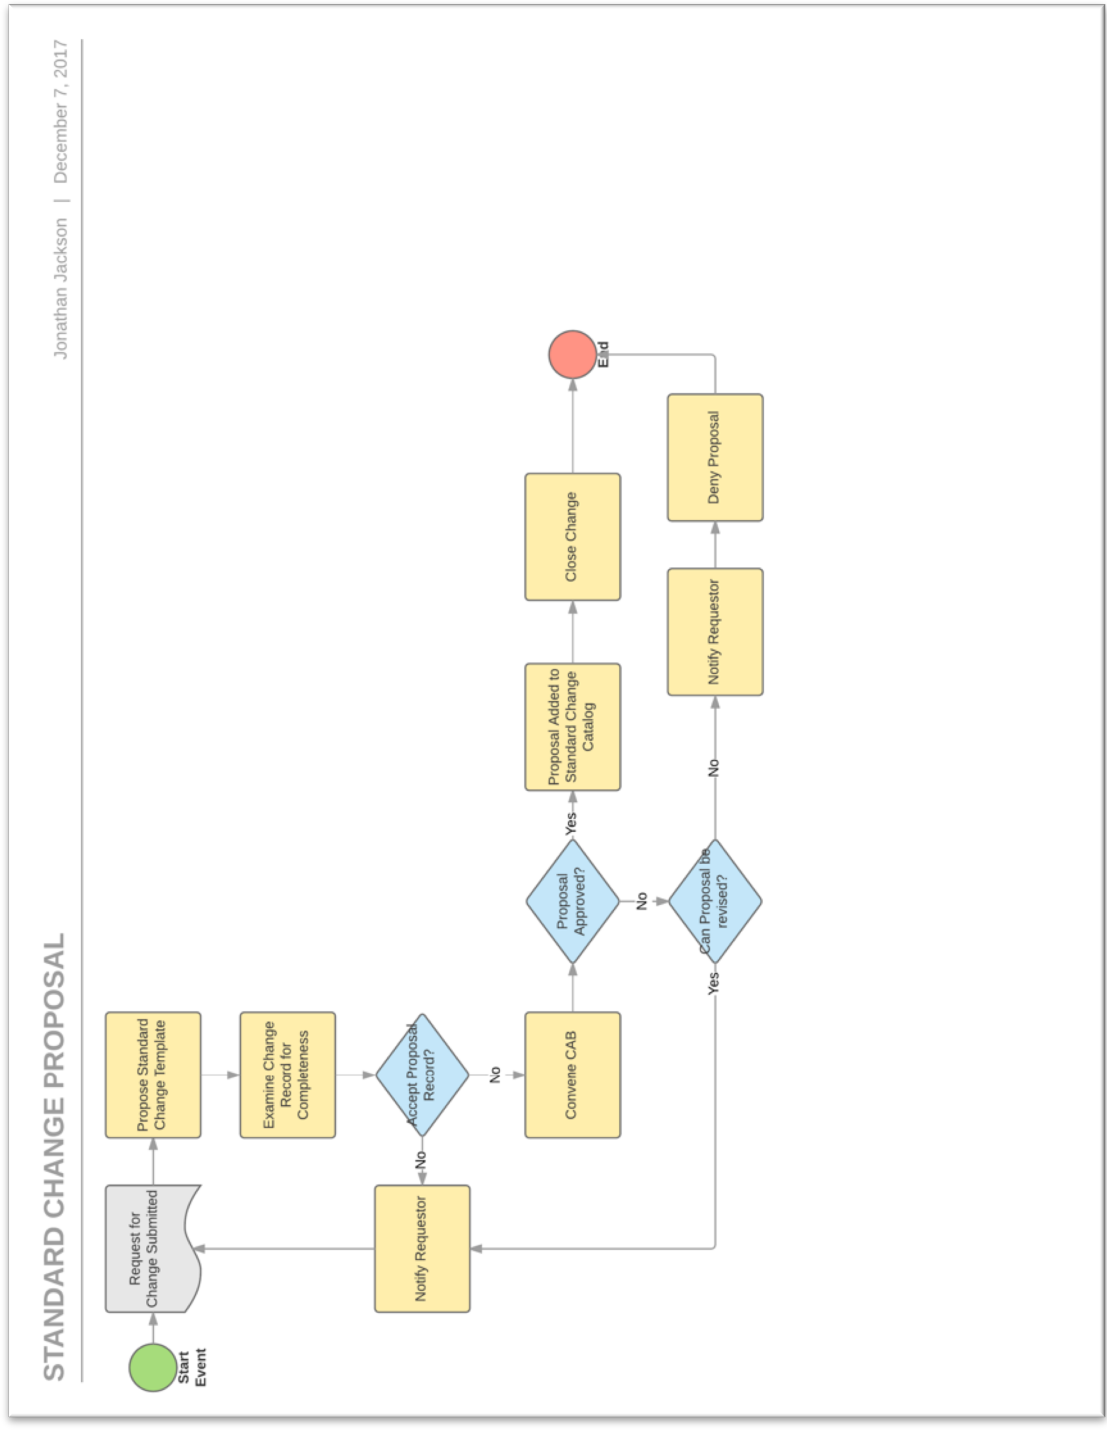 STANDARD CHANGE PROPOSAL
Jonathan Jackson | December 7, 2017
Start
Event
Request for
Change Submitted
Propose Standard
Change Template
Examine Change
Record for
Completeness
Accept Proposal
Record?
No
Notify Requestor
No
Convene CAB
Proposal
Approved?
Yes
Proposal Added to
Standard Change
Catalog
Close Change
End
No
Can Proposal be
revised?
Yes
No
Notify Requestor
Deny Proposal